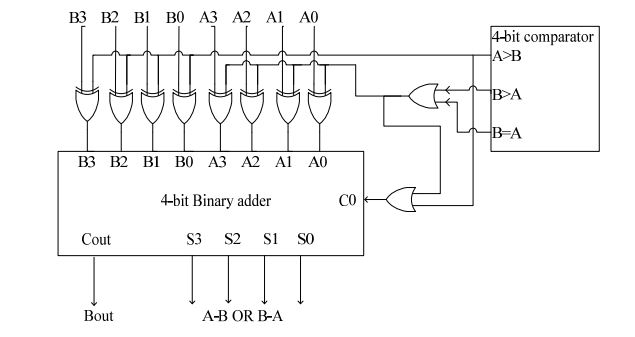 B3 B2 B1 B0 A3 A2 A1 A0
4-bit comparator
A>B
B>A
B=A
B3 B2 B1 B0 A3 A2 A1 A0
4-bit Binary adder
C0
Cout S3 S2 S1 S0
Bout A-B OR B-A